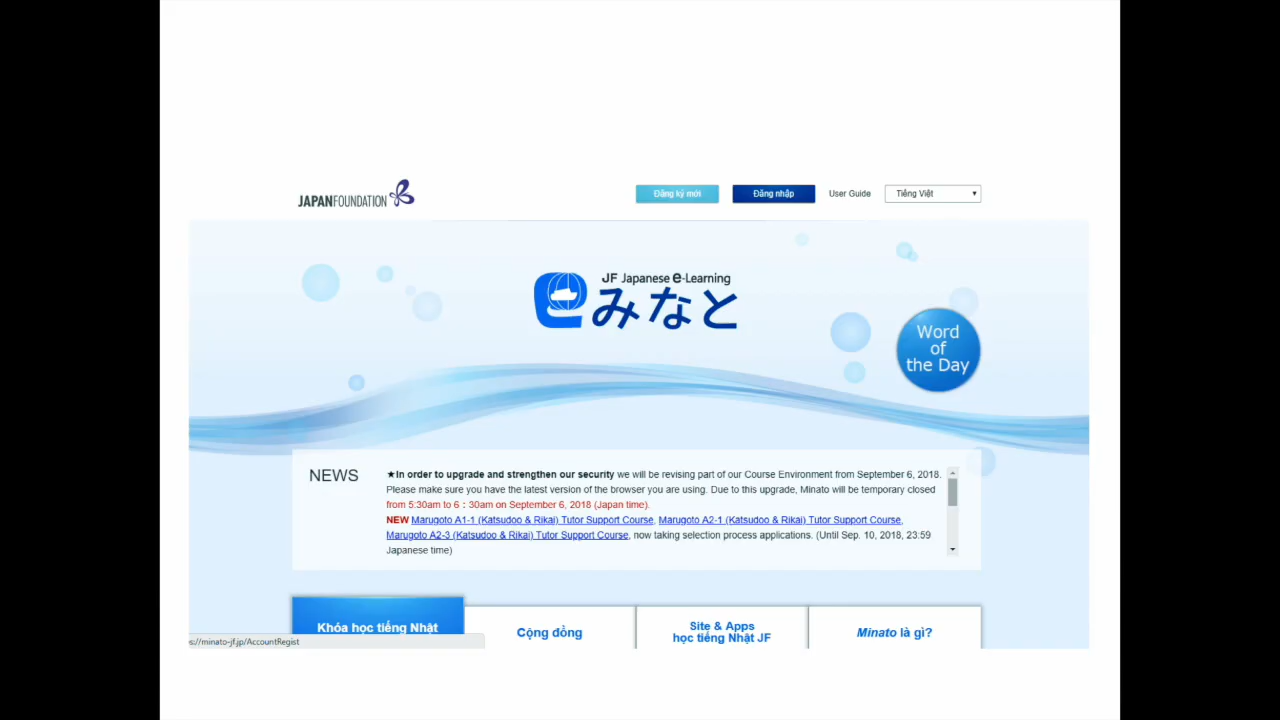 JAPANFOUNDATION
Đăng ký mới
Đăng nhập
User Guide
Tiếng Việt
JF Japanese e-Learning
みなと
Word
of
the Day
NEWS
★In order to upgrade and strengthen our security we will be revising part of our Course Environment from September 6, 2018.
Please make sure you have the latest version of the browser you are using. Due to this upgrade, Minato will be temporary closed
from 5:30am to 6：30am on September 6, 2018 (Japan time).
NEW Marugoto A1-1 (Katsudoo & Rikai) Tutor Support Course, Marugoto A2-1 (Katsudoo & Rikai) Tutor Support Course,
Marugoto A2-3 (Katsudoo & Rikai) Tutor Support Course, now taking selection process applications. (Until Sep. 10, 2018, 23:59
Japanese time)
Khóa học tiếng Nhật
Cộng đồng
Site & Apps
học tiếng Nhật JF
Minato là gì?
s://minato-jf.jp/AccountRegist